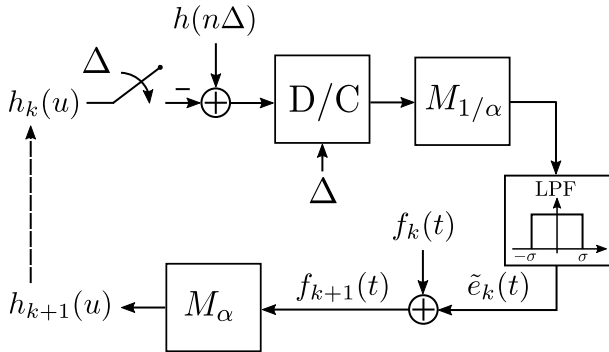 h(nΔ)
Δ
h_k(u)
−
+
D/C
M_{1/α}
Δ
LPF
−σ σ
f_k(t)
ẽ_k(t)
+
f_{k+1}(t)
M_α
h_{k+1}(u)